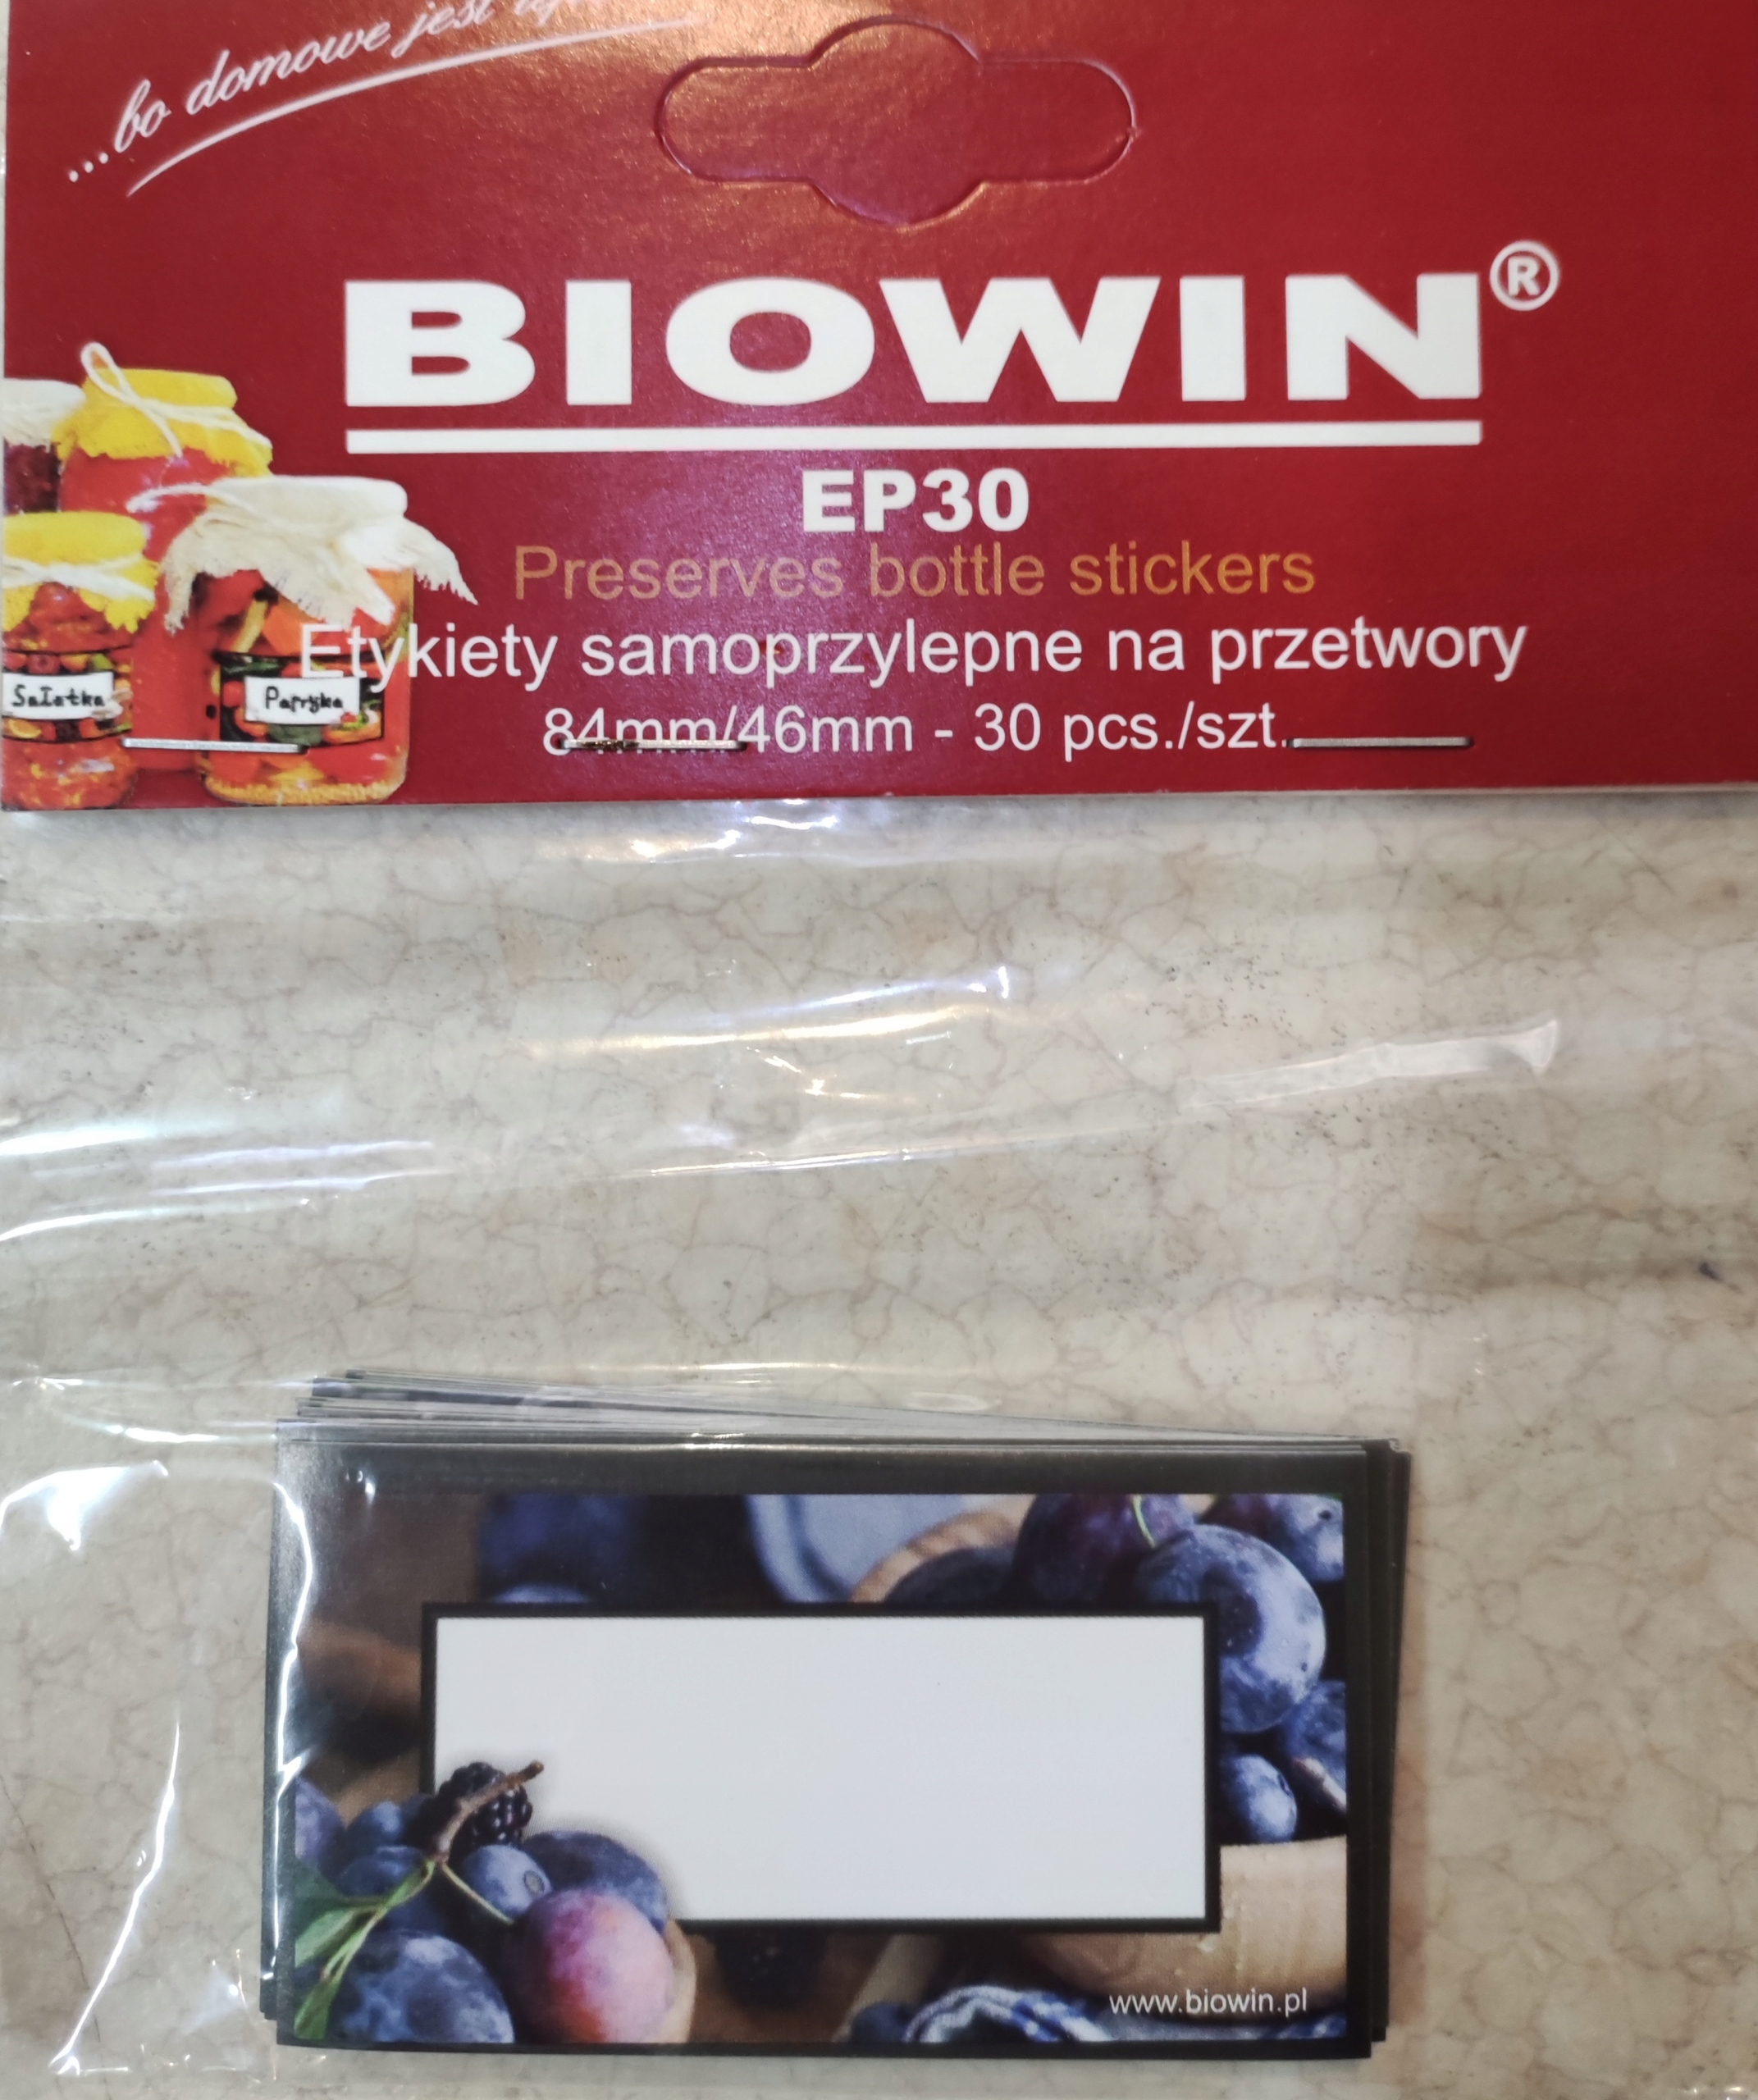 ...bo domowe jest
BIOWIN®
EP30
Preserves bottle stickers
Etykiety samoprzylepne na przetwory
84mm/46mm - 30 pcs./szt.
Sałatka
Papryka
www.biowin.pl